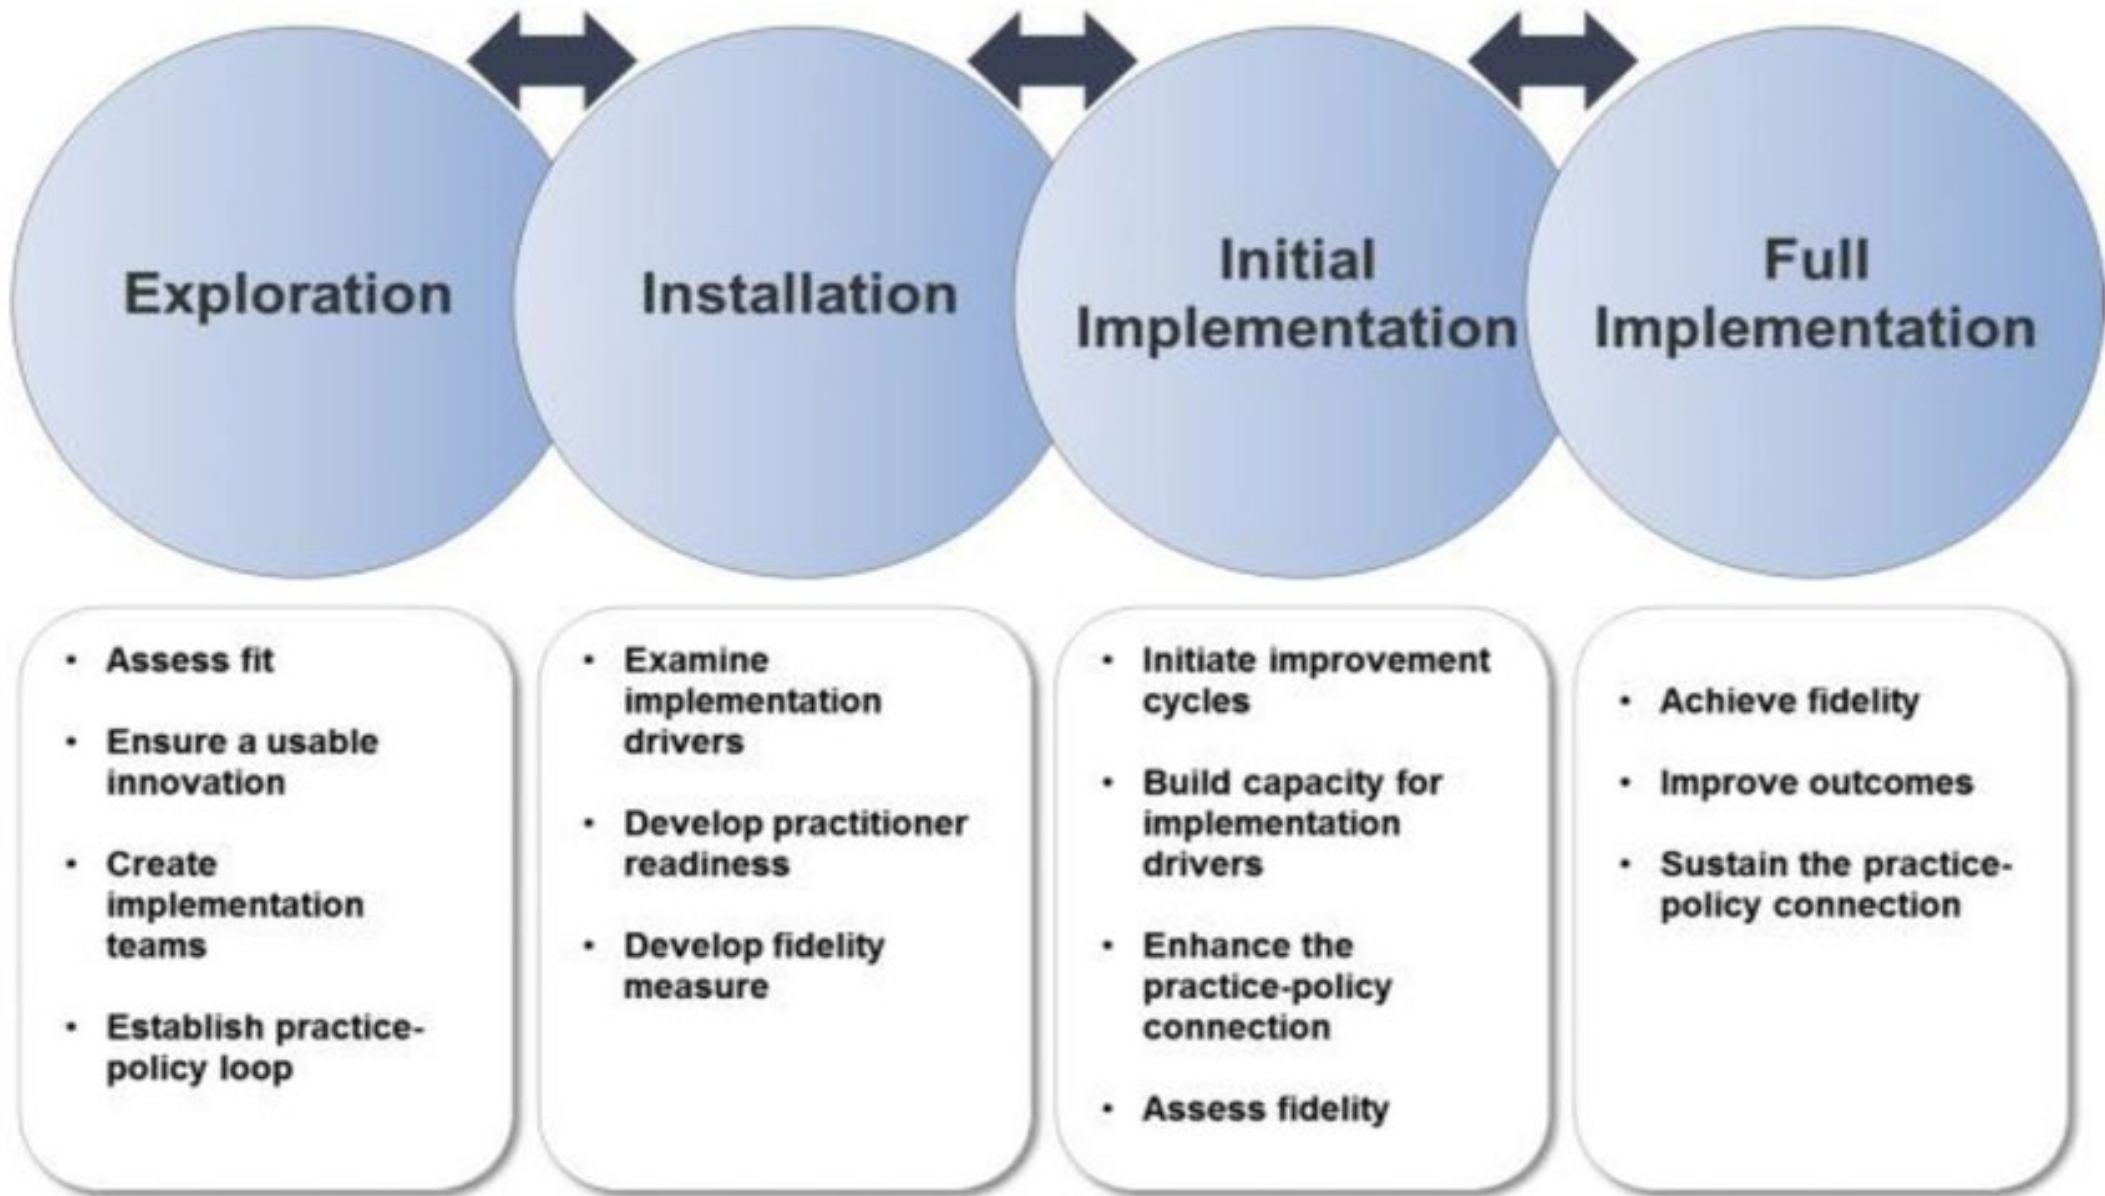 Exploration
Installation
Initial
Implementation
Full
Implementation
• Assess fit
• Ensure a usable
innovation
• Create
implementation
teams
• Establish practice-
policy loop
• Examine
implementation
drivers
• Develop practitioner
readiness
• Develop fidelity
measure
• Initiate improvement
cycles
• Build capacity for
implementation
drivers
• Enhance the
practice-policy
connection
• Assess fidelity
• Achieve fidelity
• Improve outcomes
• Sustain the practice-
policy connection